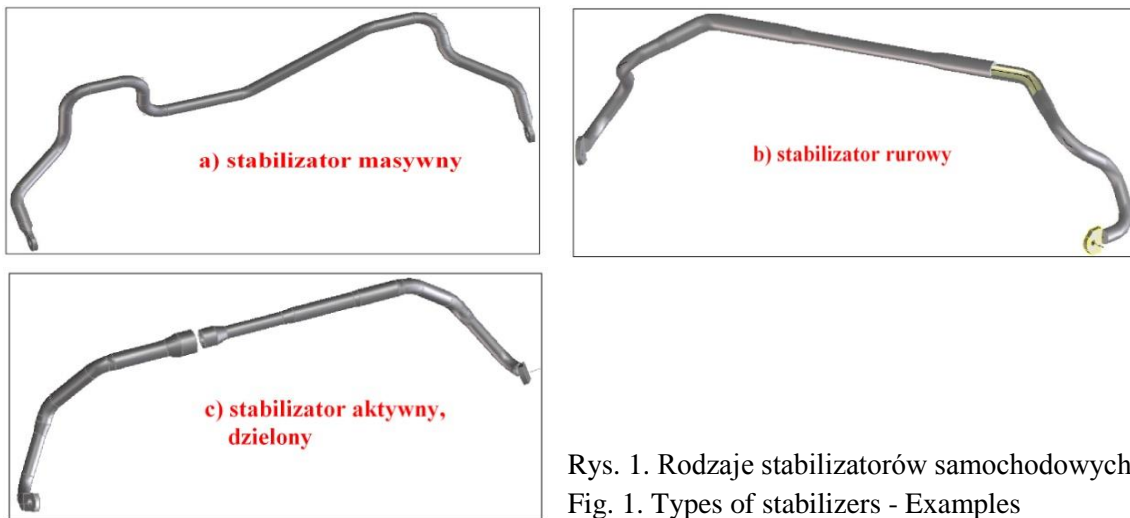 a) stabilizator masywny
b) stabilizator rurowy
c) stabilizator aktywny,
dzielony
Rys. 1. Rodzaje stabilizatorów samochodowych
Fig. 1. Types of stabilizers - Examples